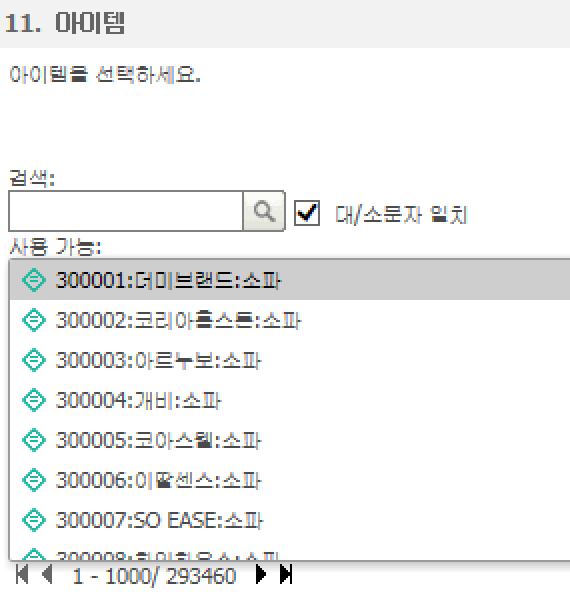 11. 아이템
아이템을 선택하세요.
검색:
대/소문자 일치
사용 가능:
300001:더미브랜드:소파
300002:코리아홈스톤:소파
300003:아르누보:소파
300004:개비:소파
300005:코아스웰:소파
300006:이딸센스:소파
300007:SO EASE:소파
1 - 1000/ 293460